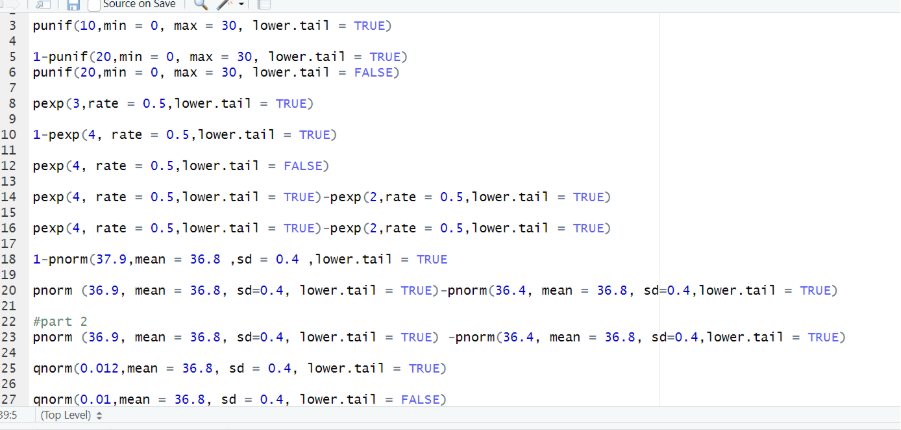 Source on Save
3 punif(10,min = 0, max = 30, lower.tail = TRUE)
4
5 1-punif(20,min = 0, max = 30, lower.tail = TRUE)
6 punif(20,min = 0, max = 30, lower.tail = FALSE)
7
8 pexp(3,rate = 0.5,lower.tail = TRUE)
9
10 1-pexp(4, rate = 0.5,lower.tail = TRUE)
11
12 pexp(4, rate = 0.5,lower.tail = FALSE)
13
14 pexp(4, rate = 0.5,lower.tail = TRUE)-pexp(2,rate = 0.5,lower.tail = TRUE)
15
16 pexp(4, rate = 0.5,lower.tail = TRUE)-pexp(2,rate = 0.5,lower.tail = TRUE)
17
18 1-pnorm(37.9,mean = 36.8 ,sd = 0.4 ,lower.tail = TRUE
19
20 pnorm (36.9, mean = 36.8, sd=0.4, lower.tail = TRUE)-pnorm(36.4, mean = 36.8, sd=0.4,lower.tail = TRUE)
21
22 #part 2
23 pnorm (36.9, mean = 36.8, sd=0.4, lower.tail = TRUE) -pnorm(36.4, mean = 36.8, sd=0.4,lower.tail = TRUE)
24
25 qnorm(0.012,mean = 36.8, sd = 0.4, lower.tail = TRUE)
26
27 qnorm(0.01,mean = 36.8, sd = 0.4, lower.tail = FALSE)
39:5 (Top Level)